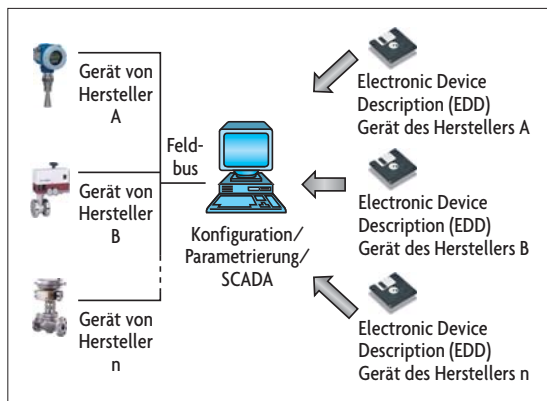 Gerät von
Hersteller
A
Gerät von
Hersteller
B
Gerät von
Hersteller
n
Feld-
bus
Konfiguration/
Parametrierung/
SCADA
Electronic Device
Description (EDD)
Gerät des Herstellers A
Electronic Device
Description (EDD)
Gerät des Herstellers B
Electronic Device
Description (EDD)
Gerät des Herstellers n